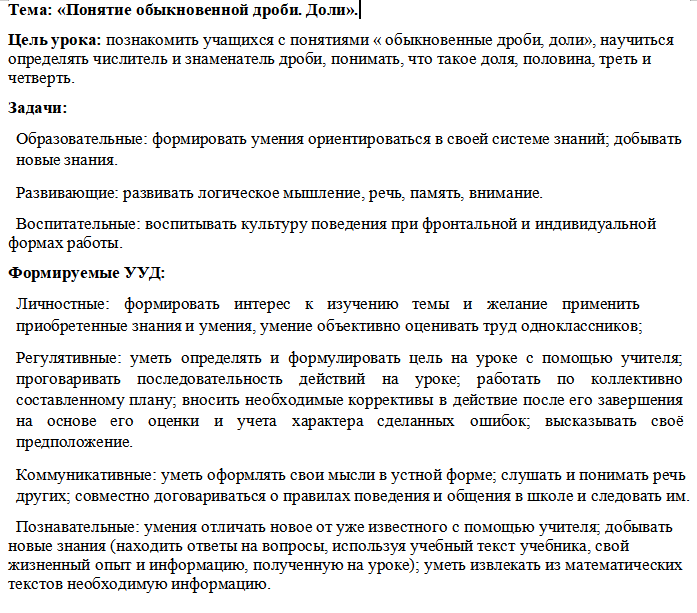 Тема: «Понятие обыкновенной дроби. Доли».
Цель урока: познакомить учащихся с понятиями « обыкновенные дроби, доли», научиться
определять числитель и знаменатель дроби, понимать, что такое доля, половина, треть и
четверть.
Задачи:
Образовательные: формировать умения ориентироваться в своей системе знаний; добывать
новые знания.
Развивающие: развивать логическое мышление, речь, память, внимание.
Воспитательные: воспитывать культуру поведения при фронтальной и индивидуальной
формах работы.
Формируемые УУД:
Личностные: формировать интерес к изучению темы и желание применить
приобретенные знания и умения, умение объективно оценивать труд одноклассников;
Регулятивные: уметь определять и формулировать цель на уроке с помощью учителя;
проговаривать последовательность действий на уроке; работать по коллективно
составленному плану; вносить необходимые коррективы в действие после его завершения
на основе его оценки и учета характера сделанных ошибок; высказывать своё
предположение.
Коммуникативные: уметь оформлять свои мысли в устной форме; слушать и понимать речь
других; совместно договариваться о правилах поведения и общения в школе и следовать им.
Познавательные: умения отличать новое от уже известного с помощью учителя; добывать
новые знания (находить ответы на вопросы, используя учебный текст учебника, свой
жизненный опыт и информацию, полученную на уроке); уметь извлекать из математических
текстов необходимую информацию.